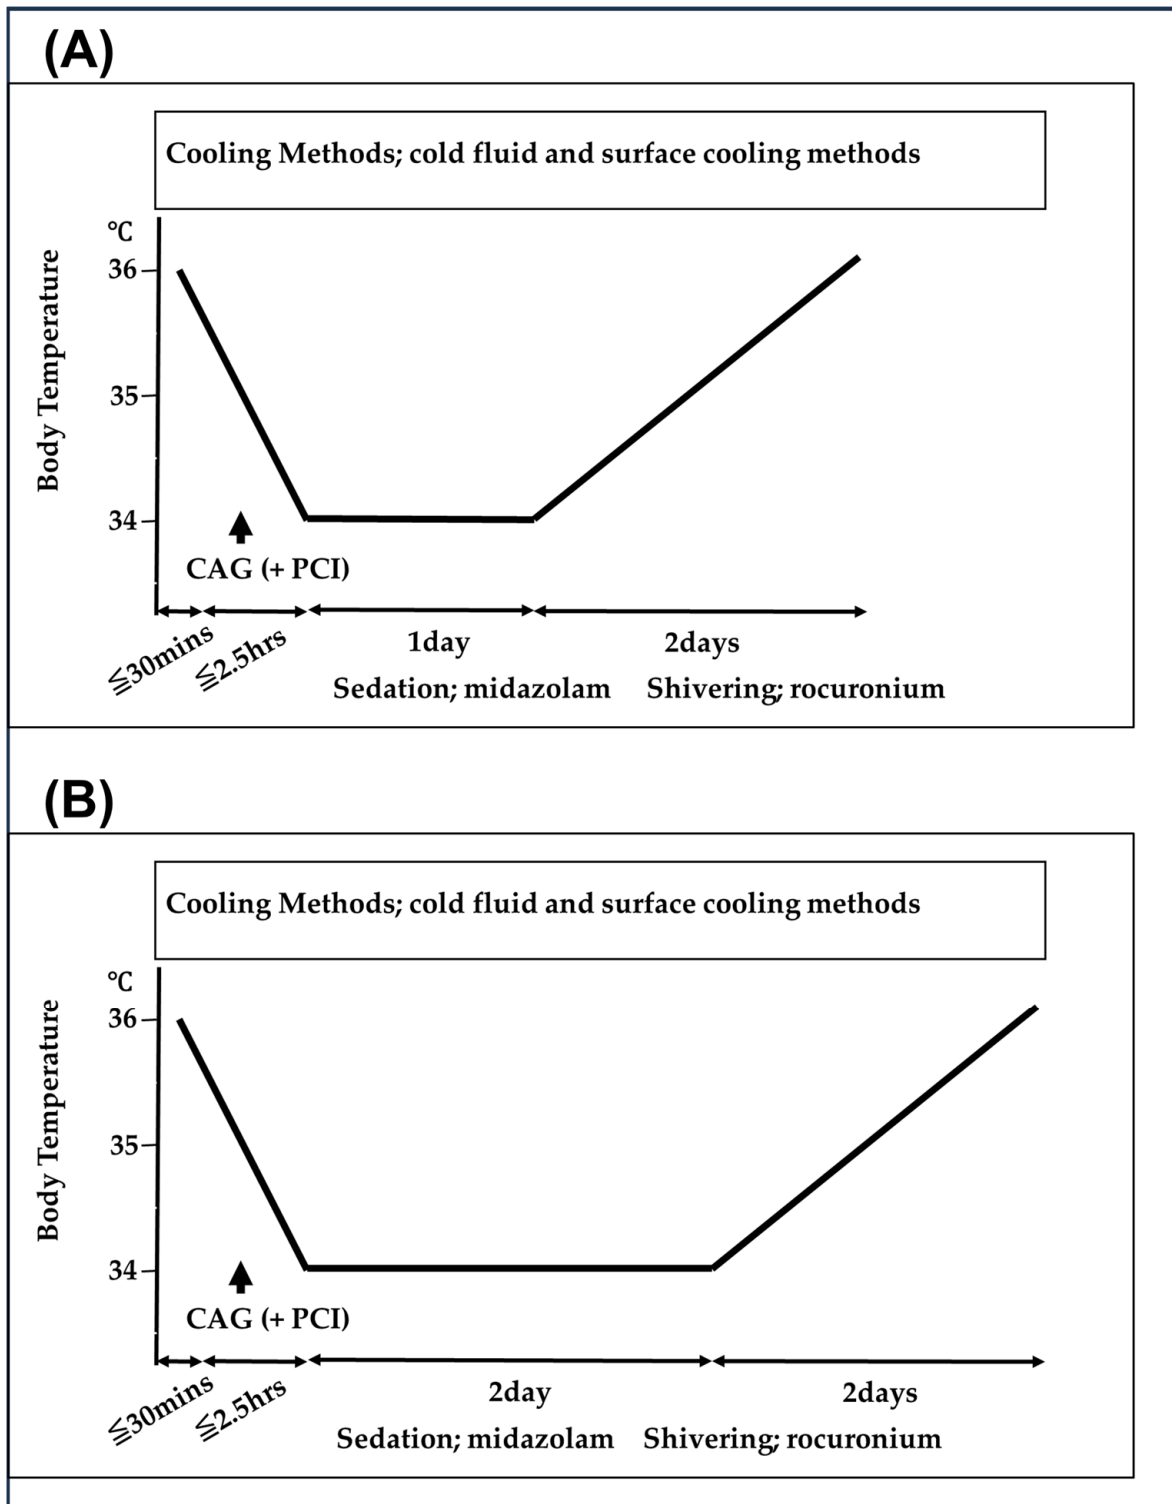 (A)
Cooling Methods; cold fluid and surface cooling methods
°C
Body Temperature
36
35
34
CAG (+ PCI)
≦30mins
≦2.5hrs
1day
2days
Sedation; midazolam
Shivering; rocuronium
(B)
Cooling Methods; cold fluid and surface cooling methods
°C
Body Temperature
36
35
34
CAG (+ PCI)
≦30mins
≦2.5hrs
2day
2days
Sedation; midazolam
Shivering; rocuronium